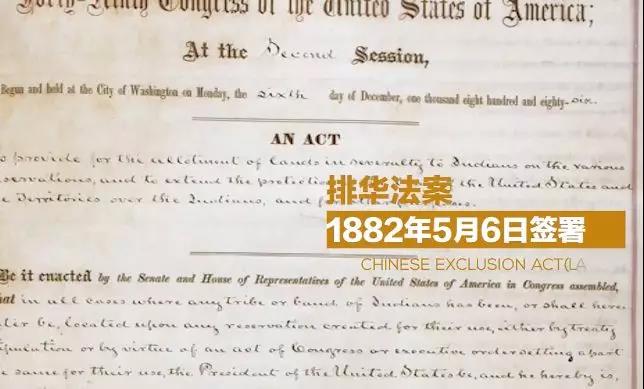 Forty-Ninth Congress of the United States of America;
At the Second Session,
Begun and held at the City of Washington on Monday, the sixth day of December, one thousand eight hundred and eighty-six.
AN ACT
to provide for the allotment of lands in severalty to Indians on the various
reservations, and to extend the protection the United States and
the Territories over the Indians, and for
排华法案
1882年5月6日签署
CHINESE EXCLUSION ACT(LA
Be it enacted by the Senate and House of Representatives of the United States of America in Congress assembled,
that in all cases where any tribe or band of Indians has been, or shall here-
after be, located upon any reservation created for their use, either by treaty
stipulation or by virtue of an act of Congress or executive order setting apart
the same for their use, the President of the United States be, and he hereby is,